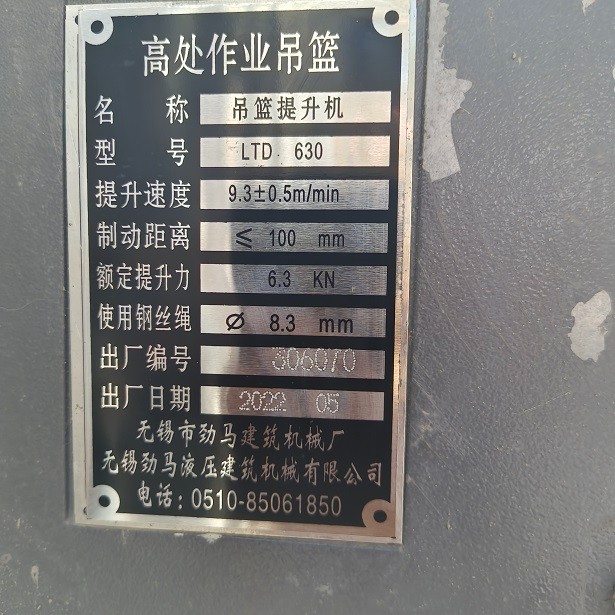 高处作业吊篮
名 称 吊篮提升机
型 号 LTD 630
提升速度 9.3±0.5m/min
制动距离 ≤ 100 mm
额定提升力 6.3 KN
使用钢丝绳 Ø 8.3 mm
出厂编号 306070
出厂日期 2022 05
无锡市劲马建筑机械厂
无锡劲马液压建筑机械有限公司
电话：0510-85061850